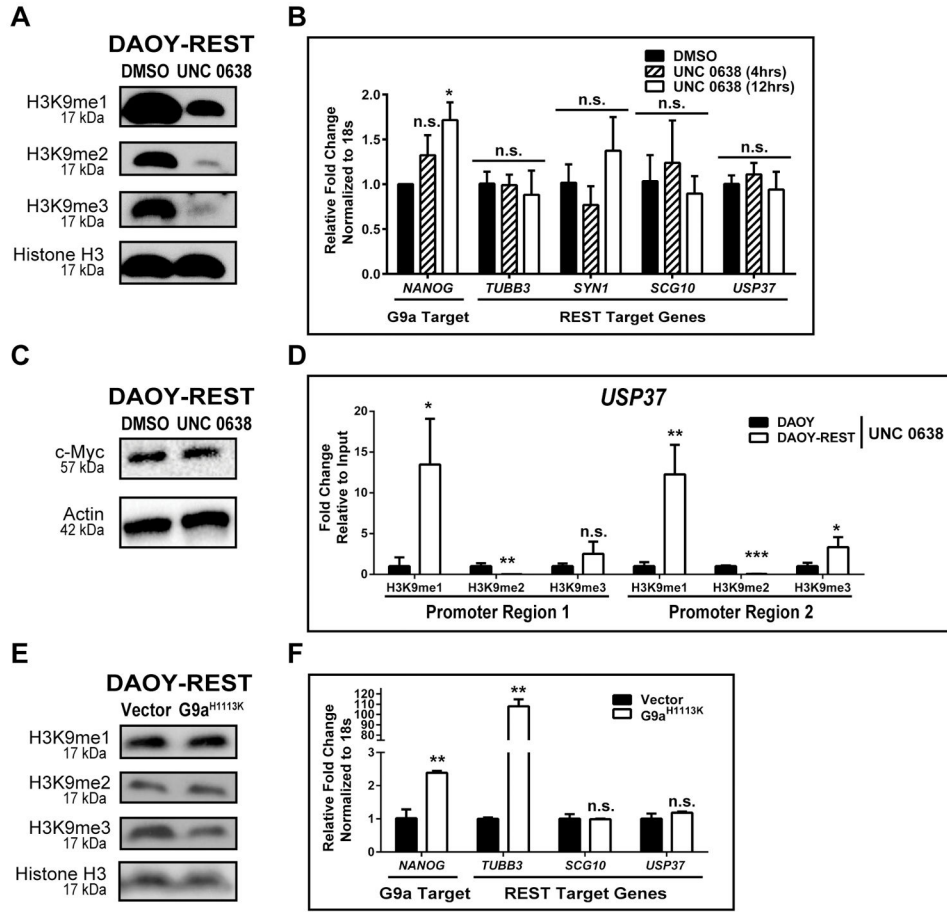 A
DAOY-REST
DMSO UNC 0638
H3K9me1
17 kDa
H3K9me2
17 kDa
H3K9me3
17 kDa
Histone H3
17 kDa
B
DMSO
UNC 0638 (4hrs)
UNC 0638 (12hrs)
Relative Fold Change
Normalized to 18s
2.0
1.5
1.0
0.5
0.0
n.s.
*
n.s.
n.s.
n.s.
n.s.
NANOG TUBB3 SYN1 SCG10 USP37
G9a Target REST Target Genes
C
DAOY-REST
DMSO UNC 0638
c-Myc
57 kDa
Actin
42 kDa
D
USP37
DAOY
DAOY-REST
UNC 0638
Fold Change
Relative to Input
20
15
10
5
0
*
**
n.s.
**
***
*
H3K9me1 H3K9me2 H3K9me3 H3K9me1 H3K9me2 H3K9me3
Promoter Region 1 Promoter Region 2
E
DAOY-REST
Vector G9aH1113K
H3K9me1
17 kDa
H3K9me2
17 kDa
H3K9me3
17 kDa
Histone H3
17 kDa
F
Vector
G9aH1113K
Relative Fold Change
Normalized to 18s
120
110
100
90
80
3
2
1
0
**
**
n.s.
n.s.
NANOG TUBB3 SCG10 USP37
G9a Target REST Target Genes